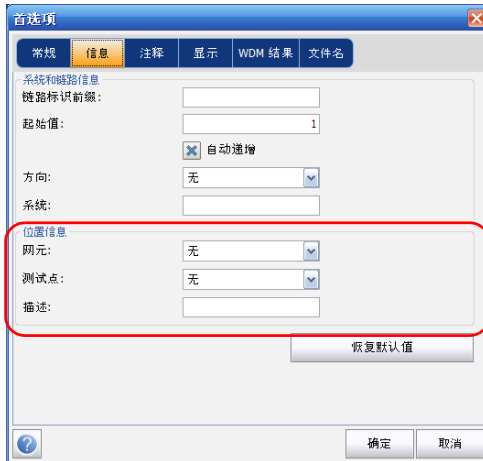 首选项
常规 信息 注释 显示 WDM 结果 文件名
系统和链路信息
链路标识前缀:
起始值: 1
自动递增
方向: 无
系统:
位置信息
网元: 无
测试点: 无
描述:
恢复默认值
? 确定 取消